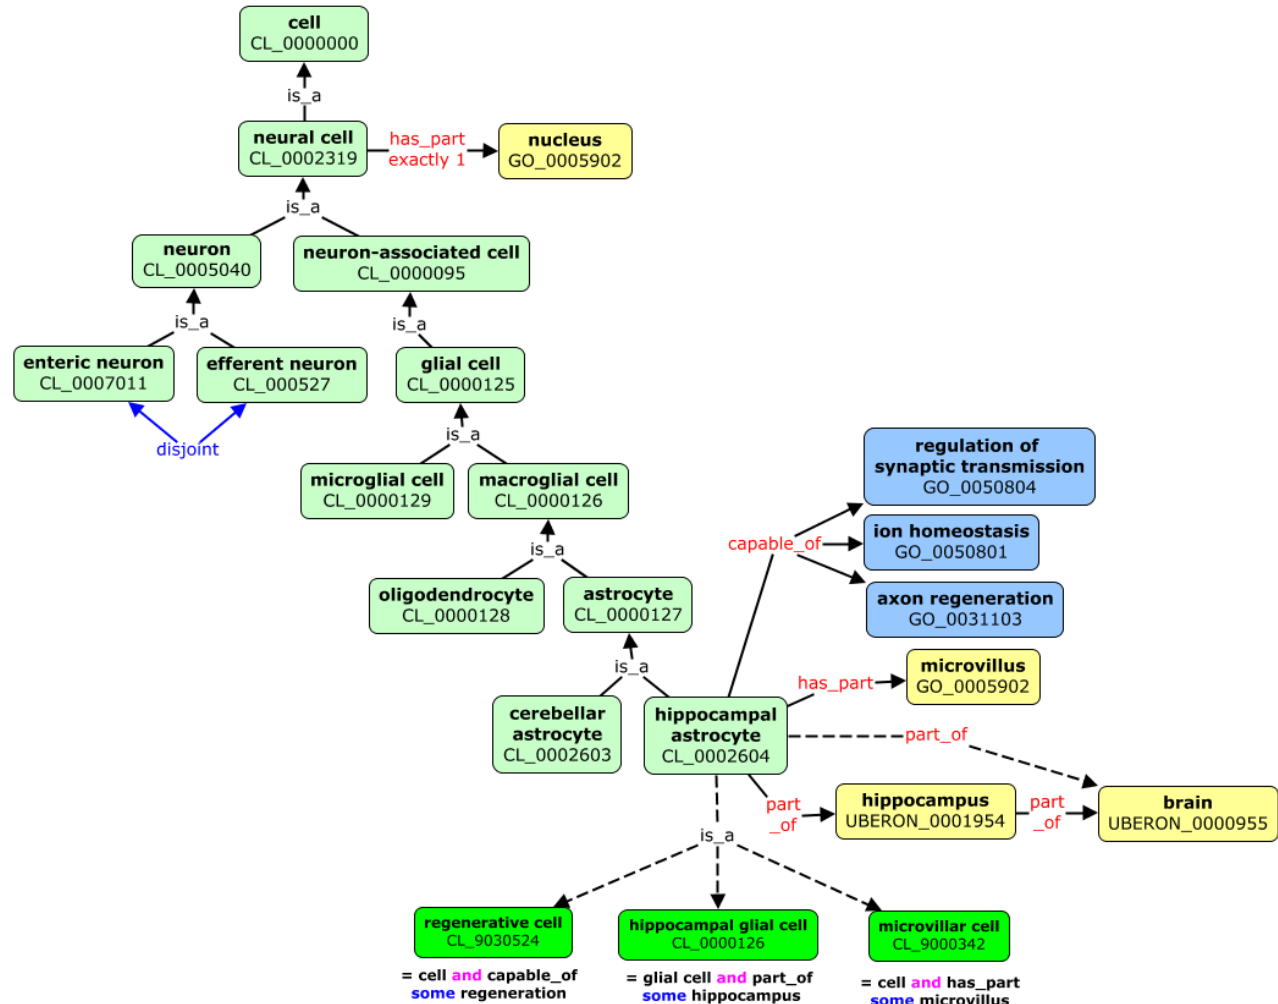 cell
CL_0000000
is_a
neural cell
CL_0002319
has_part
exactly 1
nucleus
GO_0005902
is_a
neuron
CL_0005040
neuron-associated cell
CL_0000095
is_a
is_a
enteric neuron
CL_0007011
efferent neuron
CL_000527
glial cell
CL_0000125
disjoint
is_a
microglial cell
CL_0000129
macroglial cell
CL_0000126
regulation of
synaptic transmission
GO_0050804
capable_of
ion homeostasis
GO_0050801
is_a
oligodendrocyte
CL_0000128
astrocyte
CL_0000127
axon regeneration
GO_0031103
is_a
has_part
microvillus
GO_0005902
cerebellar
astrocyte
CL_0002603
hippocampal
astrocyte
CL_0002604
part_of
part
_of
hippocampus
UBERON_0001954
part
_of
brain
UBERON_0000955
is_a
regenerative cell
CL_9030524
hippocampal glial cell
CL_0000126
microvillar cell
CL_9000342
= cell and capable_of
some regeneration
= glial cell and part_of
some hippocampus
= cell and has_part
some microvillus